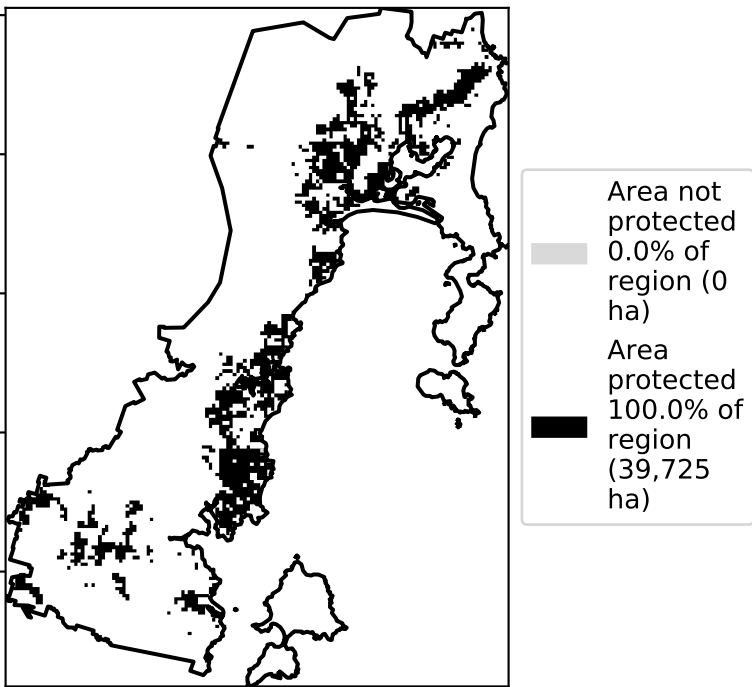 Area not
protected
0.0% of
region (0
ha)
Area
protected
100.0% of
region
(39,725
ha)